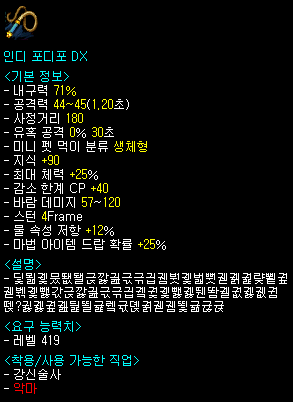 인디 포디포 DX
<기본 정보>
- 내구력 71%
- 공격력 44~45(1.20초)
- 사정거리 180
- 유혹 공격 0% 30초
- 미니 펫 먹이 분류 생체형
- 지식 +90
- 최대 체력 +25%
- 감소 한계 CP +40
- 바람 데미지 57~120
- 스턴 4Frame
- 물 속성 저항 +12%
- 마법 아이템 드랍 확률 +25%
<설명>
<요구 능력치>
- 레벨 419
<착용/사용 가능한 직업>
- 강신술사
- 악마